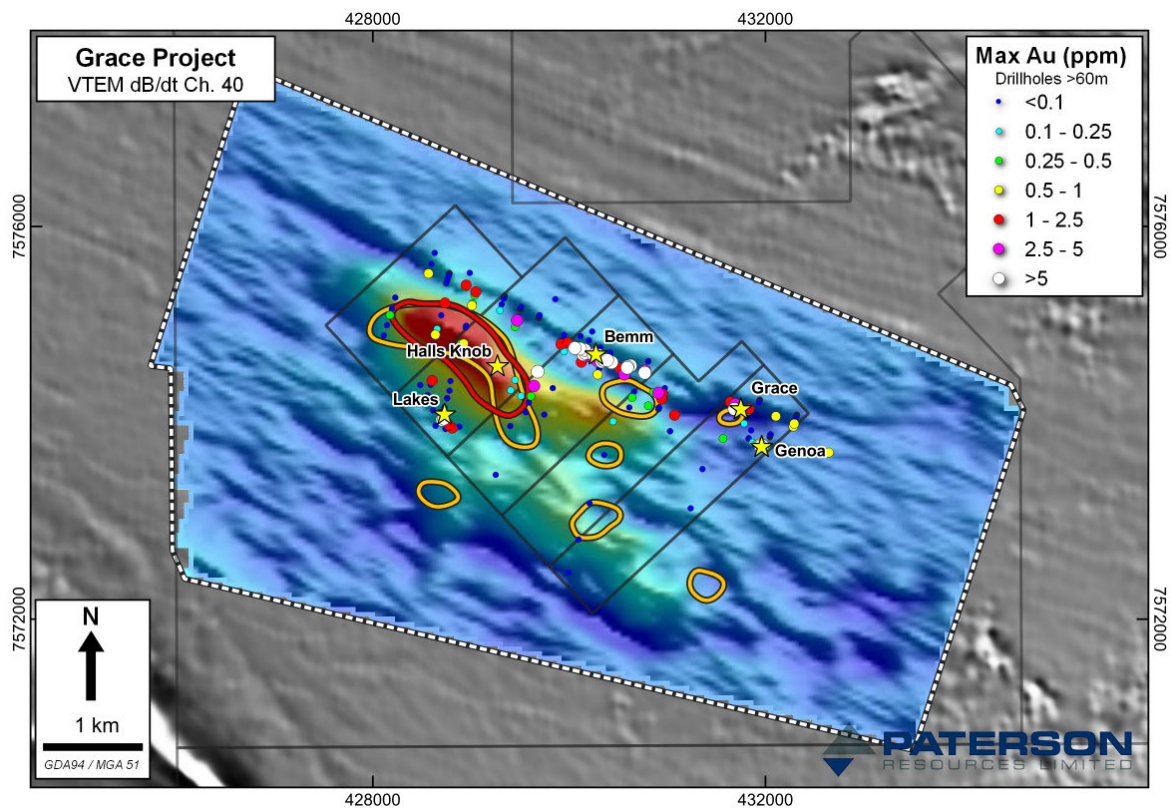 428000
432000
Grace Project
VTEM dB/dt Ch. 40
Max Au (ppm)
Drillholes >60m
<0.1
0.1 - 0.25
0.25 - 0.5
0.5 - 1
1 - 2.5
2.5 - 5
>5
7576000
7576000
Bemm
Halls Knob
Grace
Lakes
Genoa
7572000
7572000
N
1 km
GDA94 / MGA 51
PATERSON
RESOURCES LIMITED
428000
432000